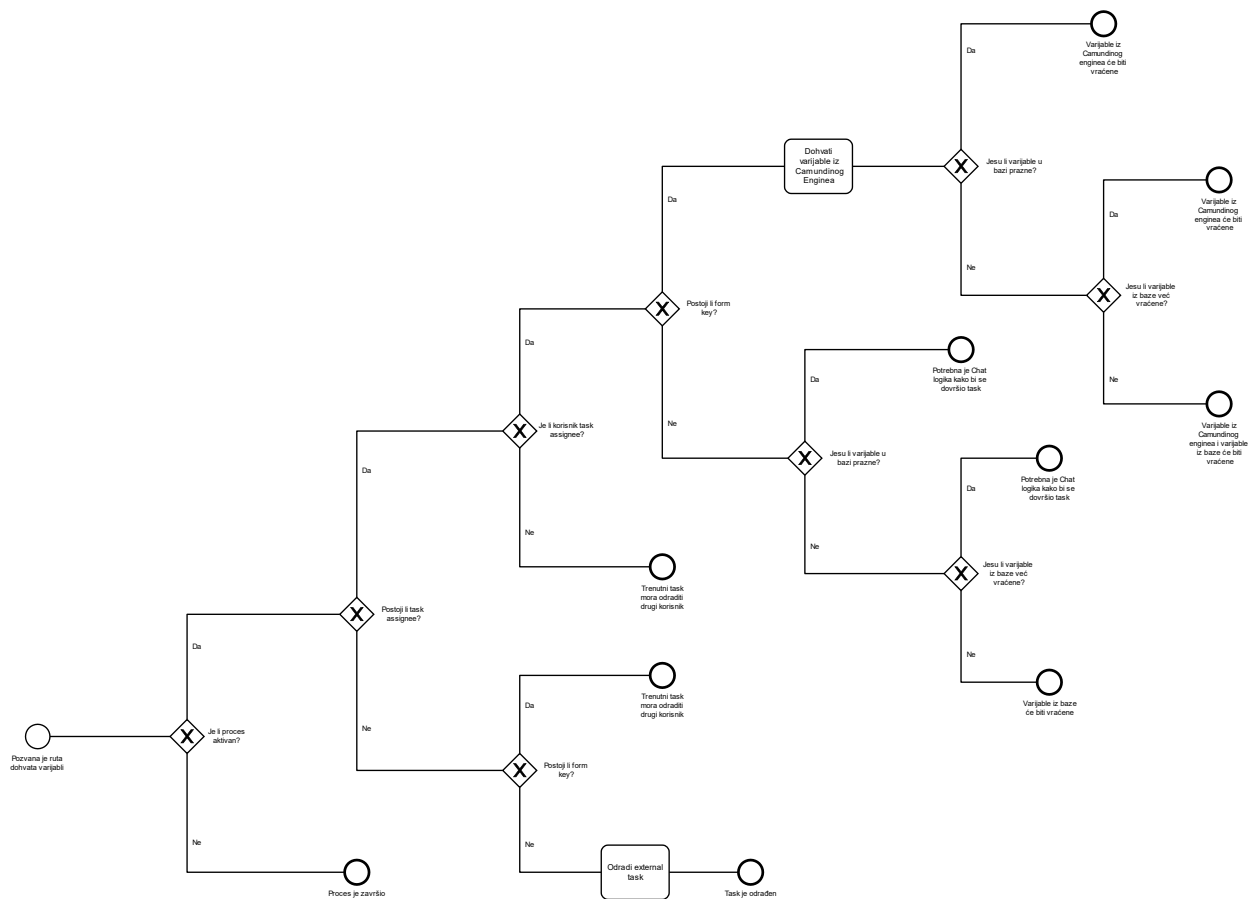 Da
Varijable iz
Camundinog
enginea će biti
vraćene
Dohvati
varijable iz
Camundinog
Enginea
Jesu li varijable u
bazi prazne?
Da
Varijable iz
Camundinog
enginea će biti
vraćene
Da
Ne
Jesu li varijable
iz baze već
vraćene?
Postoji li form
key?
Da
Potrebna je Chat
logika kako bi se
dovršio task
Da
Ne
Varijable iz
Camundinog
enginea i varijable
iz baze će biti
vraćene
Je li korisnik task
assignee?
Ne
Jesu li varijable u
bazi prazne?
Da
Potrebna je Chat
logika kako bi se
dovršio task
Da
Ne
Ne
Jesu li varijable
iz baze već
vraćene?
Trenutni task
mora odraditi
drugi korisnik
Postoji li task
assignee?
Da
Ne
Varijable iz baze
će biti vraćene
Trenutni task
mora odraditi
drugi korisnik
Da
Ne
Je li proces
aktivan?
Pozvana je ruta
dohvata varijabli
Postoji li form
key?
Ne
Ne
Odradi external
task
Proces je završio
Task je odrađen